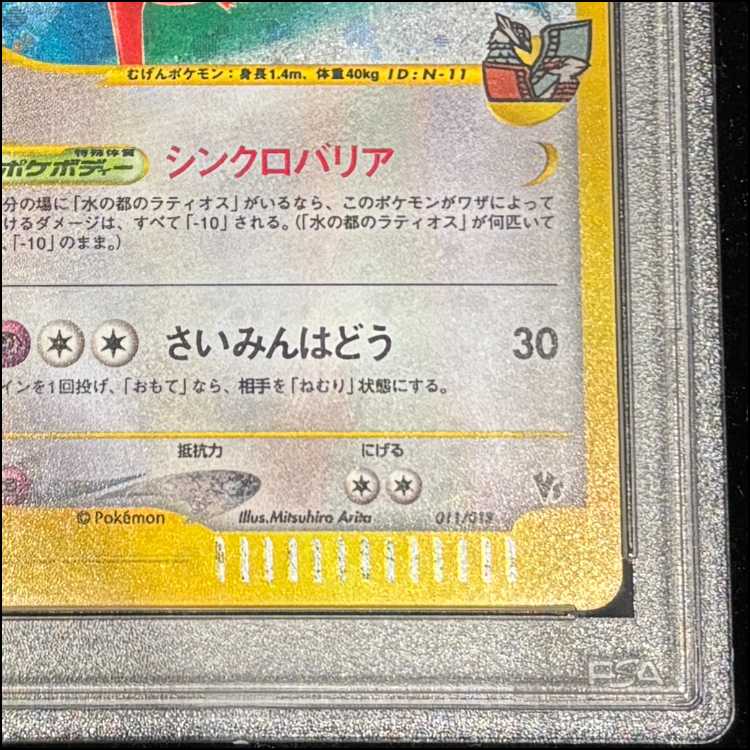 むげんポケモン：身長1.4m、体重40kg ID:N-11
特殊体質
ポケボディー シンクロバリア
分の場に「水の都のラティオス」がいるなら、このポケモンがワザによって
けるダメージは、すべて「-10」される。（「水の都のラティオス」が何匹いて
、「-10」のまま。）
さいみんはどう 30
インを1回投げ、「おもて」なら、相手を「ねむり」状態にする。
抵抗力 にげる
© Pokémon Illus.Mitsuhiro Arita 011/019
VS
PSA